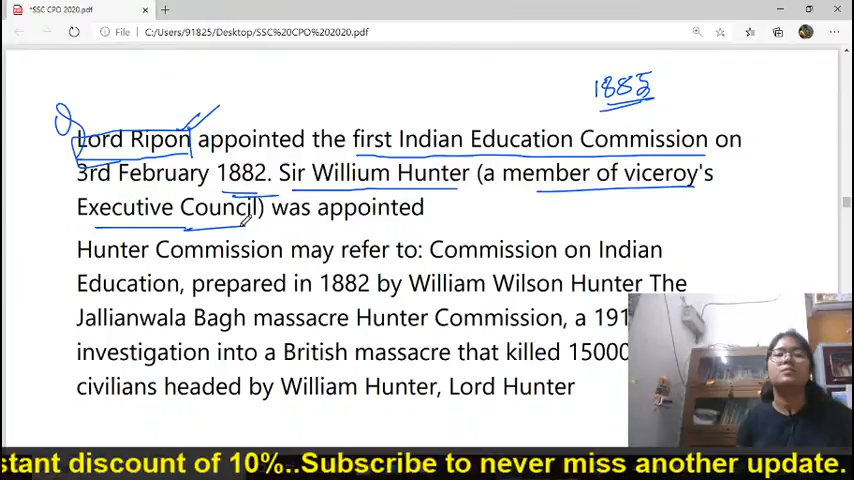 *SSC CPO 2020.pdf
File | C:/Users/91825/Desktop/SSC%20CPO%202020.pdf
Lord Ripon appointed the first Indian Education Commission on
3rd February 1882. Sir Willium Hunter (a member of viceroy's
Executive Council) was appointed
Hunter Commission may refer to: Commission on Indian
Education, prepared in 1882 by William Wilson Hunter The
Jallianwala Bagh massacre Hunter Commission, a 191
investigation into a British massacre that killed 15000
civilians headed by William Hunter, Lord Hunter
stant discount of 10%..Subscribe to never miss another update.